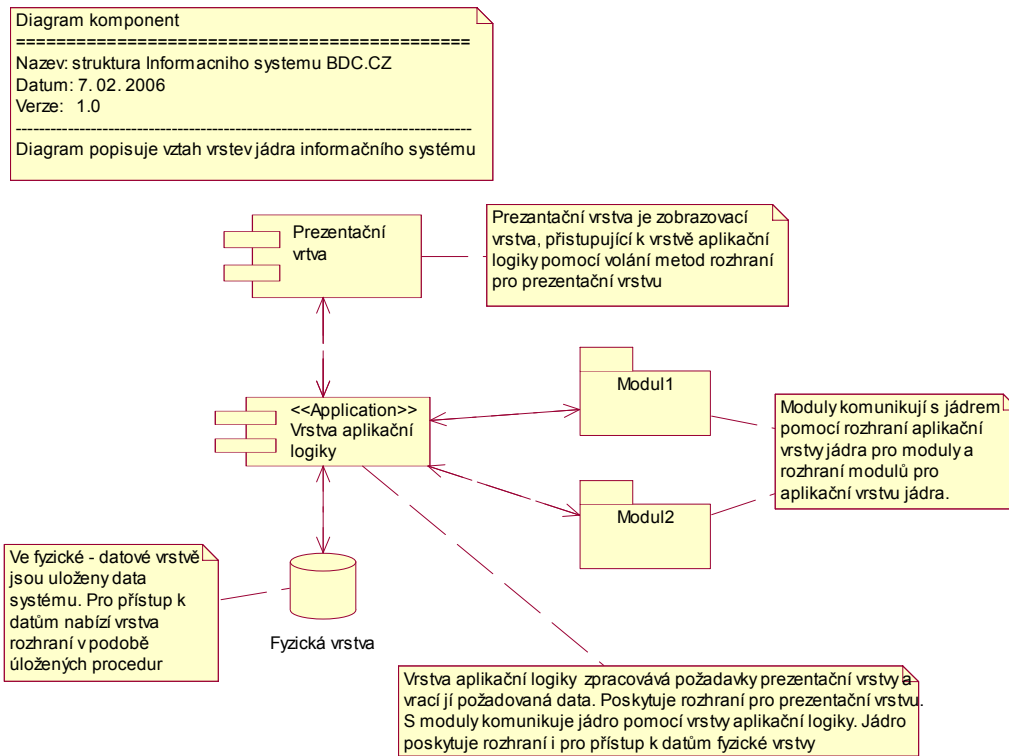 Diagram komponent
==============================================
Nazev: struktura Informacniho systemu BDC.CZ
Datum: 7. 02. 2006
Verze: 1.0
--------------------------------------------------------------------------------
Diagram popisuje vztah vrstev jádra informačního systému
Prezentační
vrtva
Prezantační vrstva je zobrazovací
vrstva, přistupující k vrstvě aplikační
logiky pomocí volání metod rozhraní
pro prezentační vrstvu
<<Application>>
Vrstva aplikační
logiky
Modul1
Modul2
Moduly komunikují s jádrem
pomocí rozhraní aplikační
vrstvy jádra pro moduly a
rozhraní modulů pro
aplikační vrstvu jádra.
Ve fyzické - datové vrstvě
jsou uloženy data
systému. Pro přístup k
datům nabízí vrstva
rozhraní v podobě
úložených procedur
Fyzická vrstva
Vrstva aplikační logiky zpracovává požadavky prezentační vrstvy a
vrací jí požadovaná data. Poskytuje rozhraní pro prezentační vrstvu.
S moduly komunikuje jádro pomocí vrstvy aplikační logiky. Jádro
poskytuje rozhraní i pro přístup k datům fyzické vrstvy